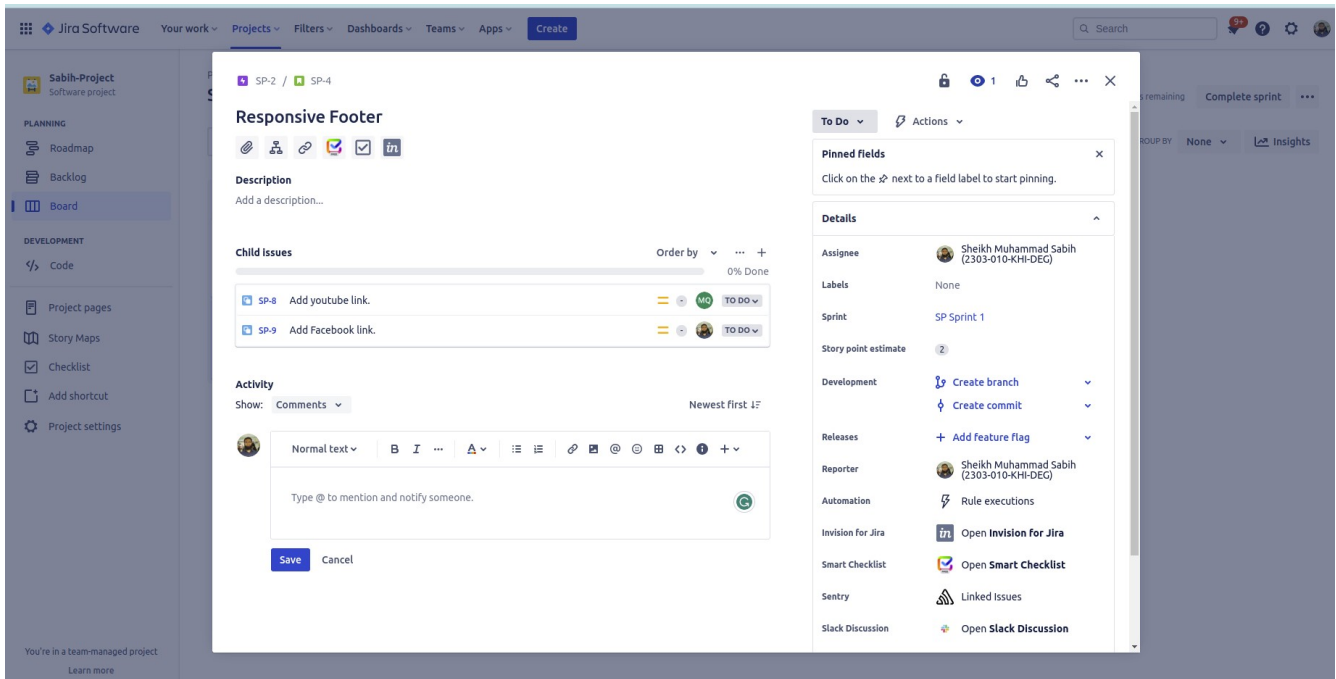 Jira Software Your work Projects Filters Dashboards Teams Apps Create Search 9+
Sabih-Project
Software project
PLANNING
Roadmap
Backlog
Board
DEVELOPMENT
Code
Project pages
Story Maps
Checklist
Add shortcut
Project settings
You're in a team-managed project
Learn more
SP-2 / SP-4
1
Responsive Footer
in
Description
Add a description...
Child issues Order by
0% Done
SP-8 Add youtube link. - MQ TO DO
SP-9 Add Facebook link. - TO DO
Activity
Show: Comments Newest first
Normal text B I ... A @ <> +
Type @ to mention and notify someone.
Save Cancel
To Do Actions
Pinned fields
Click on the next to a field label to start pinning.
Details
Assignee Sheikh Muhammad Sabih
(2303-010-KHI-DEG)
Labels None
Sprint SP Sprint 1
Story point estimate 2
Development Create branch
Create commit
Releases + Add feature flag
Reporter Sheikh Muhammad Sabih
(2303-010-KHI-DEG)
Automation Rule executions
Invision for Jira in Open Invision for Jira
Smart Checklist Open Smart Checklist
Sentry Linked Issues
Slack Discussion Open Slack Discussion
s remaining Complete sprint
ROUP BY None Insights